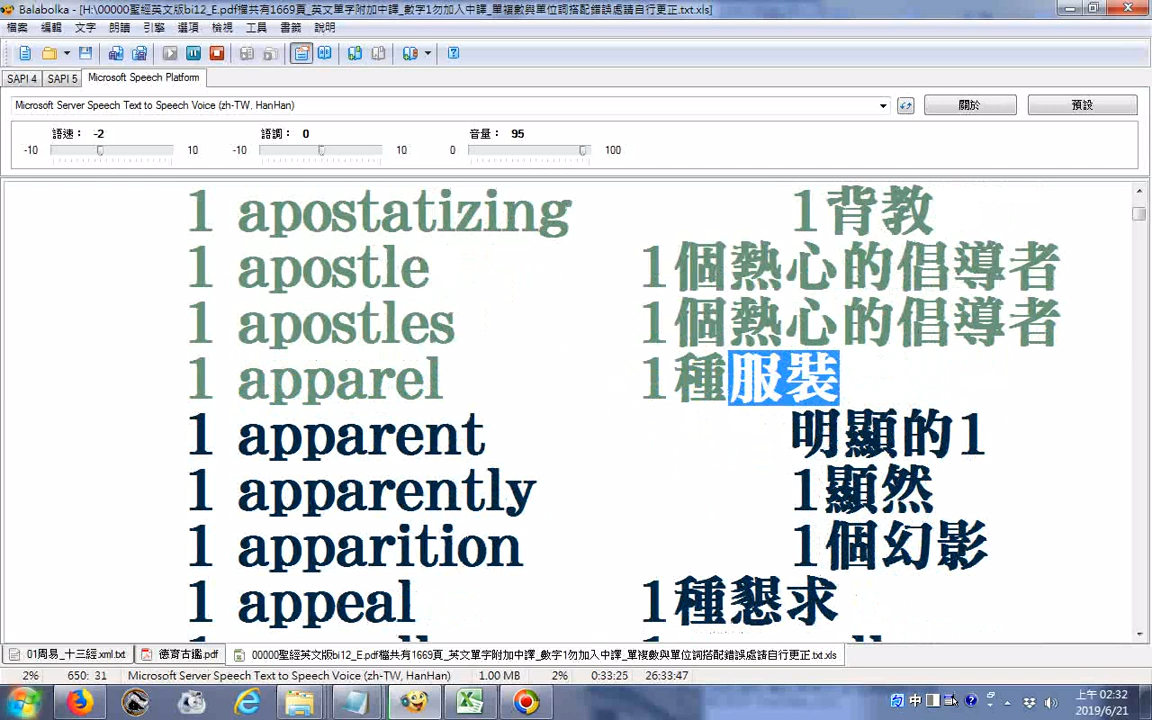 Balabolka - [H:\00000聖經英文版bi12_E.pdf檔共有1669頁_英文單字附加中譯_數字1勿加入中譯_單複數與單位詞搭配錯誤處請自行更正.txt.xls]
檔案 編輯 文字 朗讀 引擎 選項 檢視 工具 書籤 說明
SAPI 4 SAPI 5 Microsoft Speech Platform
Microsoft Server Speech Text to Speech Voice (zh-TW, HanHan) 關於 預設
語速： -2 語調： 0 音量： 95
-10 10 -10 10 0 100
1 apostatizing 1背教
1 apostle 1個熱心的倡導者
1 apostles 1個熱心的倡導者
1 apparel 1種服裝
1 apparent 明顯的1
1 apparently 1顯然
1 apparition 1個幻影
1 appeal 1種懇求
01周易_十三經.xml.txt 德育古鑑.pdf 00000聖經英文版bi12_E.pdf檔共有1669頁_英文單字附加中譯_數字1勿加入中譯_單複數與單位詞搭配錯誤處請自行更正.txt.xls
2% 650: 31 Microsoft Server Speech Text to Speech Voice (zh-TW, HanHan) 1.00 MB 2% 0:33:25 26:33:47
中 上午 02:32
2019/6/21